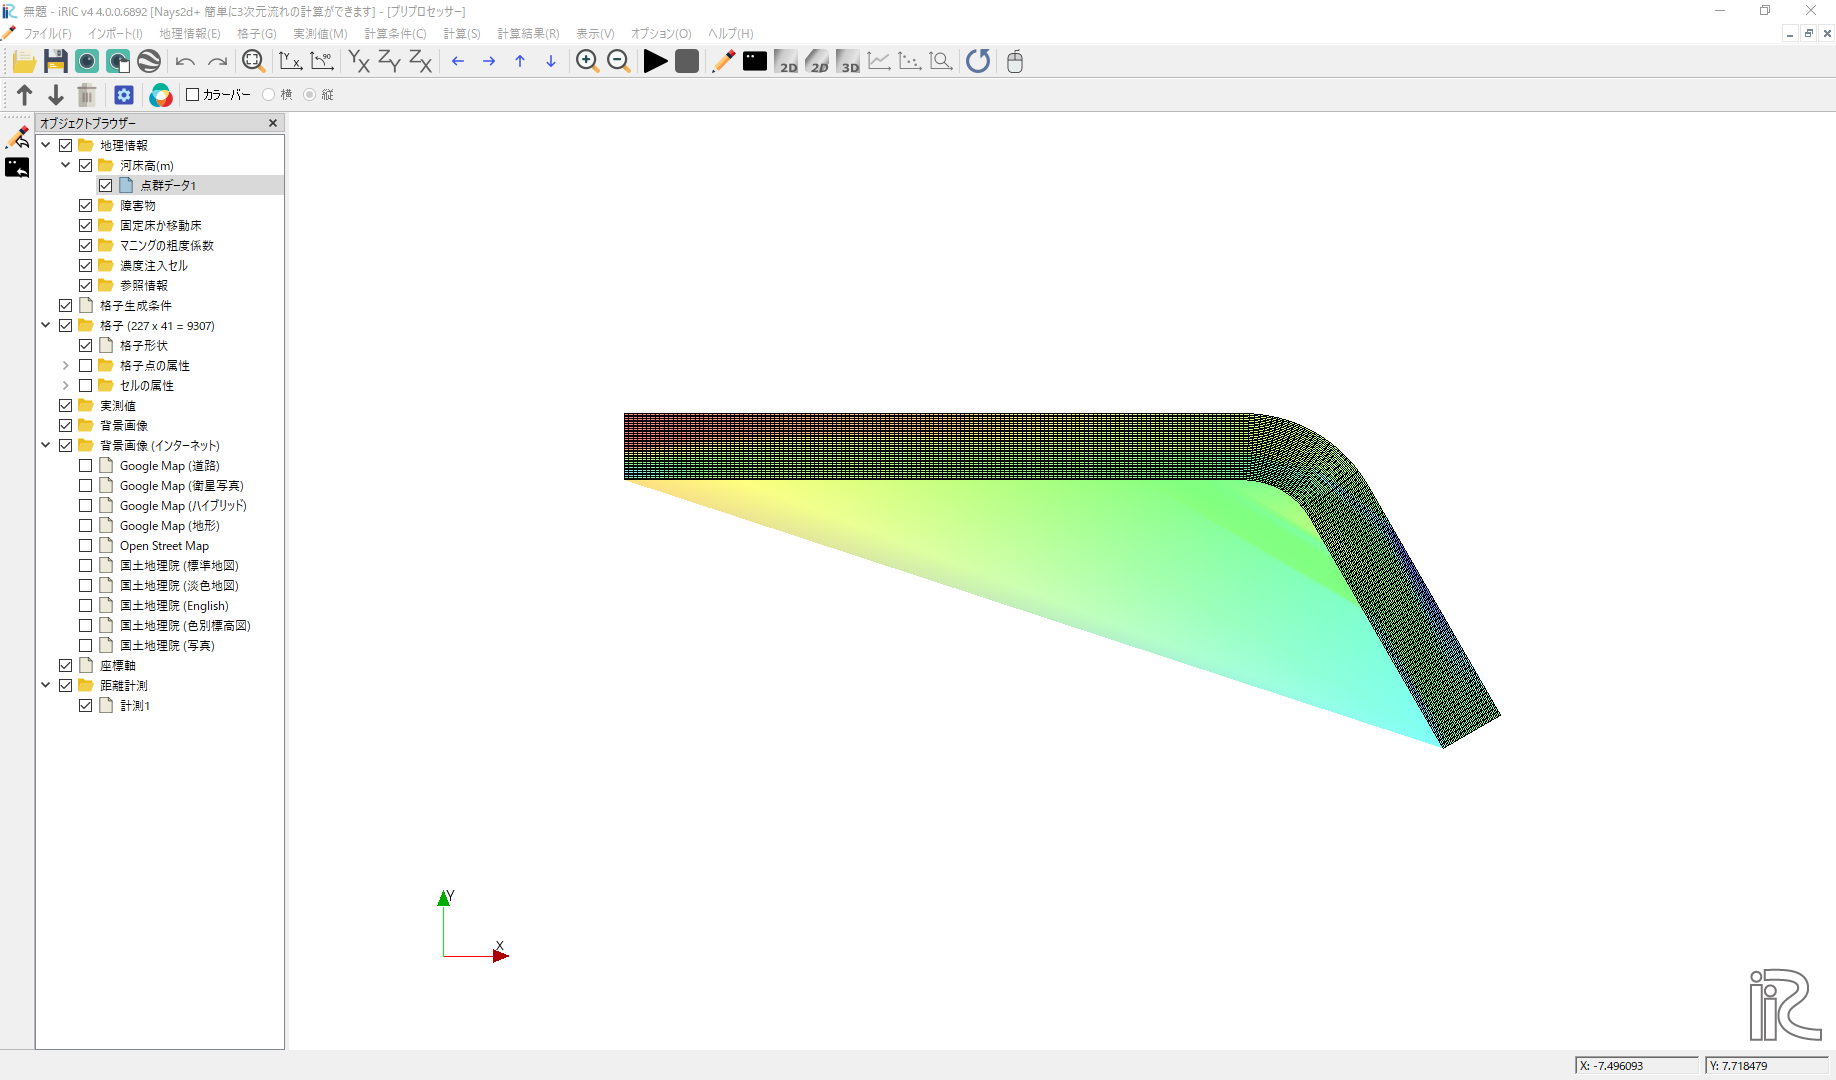 無題 - iRIC v4 4.0.0.6892 [Nays2d+ 簡単に3次元流れの計算ができます] - [プリプロセッサー]
ファイル(F) インポート(I) 地理情報(E) 格子(G) 実測値(M) 計算条件(C) 計算(S) 計算結果(R) 表示(V) オプション(O) ヘルプ(H)
YX ZY ZX 2D 2D 3D
カラーバー 横 縦
オブジェクトブラウザー
地理情報
河床高(m)
点群データ1
障害物
固定床か移動床
マニングの粗度係数
濃度注入セル
参照情報
格子生成条件
格子 (227 x 41 = 9307)
格子形状
格子点の属性
セルの属性
実測値
背景画像
背景画像 (インターネット)
Google Map (道路)
Google Map (衛星写真)
Google Map (ハイブリッド)
Google Map (地形)
Open Street Map
国土地理院 (標準地図)
国土地理院 (淡色地図)
国土地理院 (English)
国土地理院 (色別標高図)
国土地理院 (写真)
座標軸
距離計測
計測1
Y
X
iRIC
X: -7.496093 Y: 7.718479